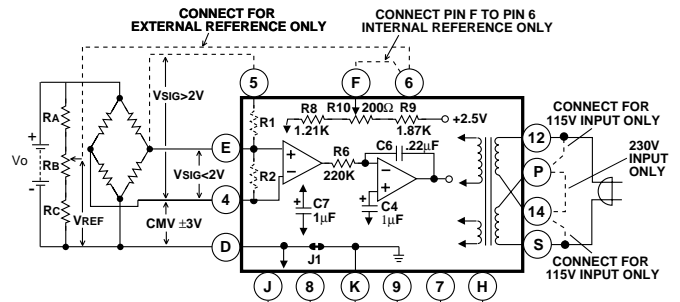 CONNECT FOR
EXTERNAL REFERENCE ONLY
CONNECT PIN F TO PIN 6
INTERNAL REFERENCE ONLY
5
F
6
VSIG>2V
R8
R10
200Ω
R9
+2.5V
1.21K
1.87K
CONNECT FOR
115V INPUT ONLY
RA
R1
12
E
R6
C6
.22µF
230V
INPUT
ONLY
Vo
+
-
RB
VSIG<2V
R2
+
−
220K
−
+
P
4
C7
1µF
+
C4
1µF
+
14
RC
VREF
CMV ±3V
D
J1
S
CONNECT FOR
115V INPUT ONLY
J
8
K
9
7
H